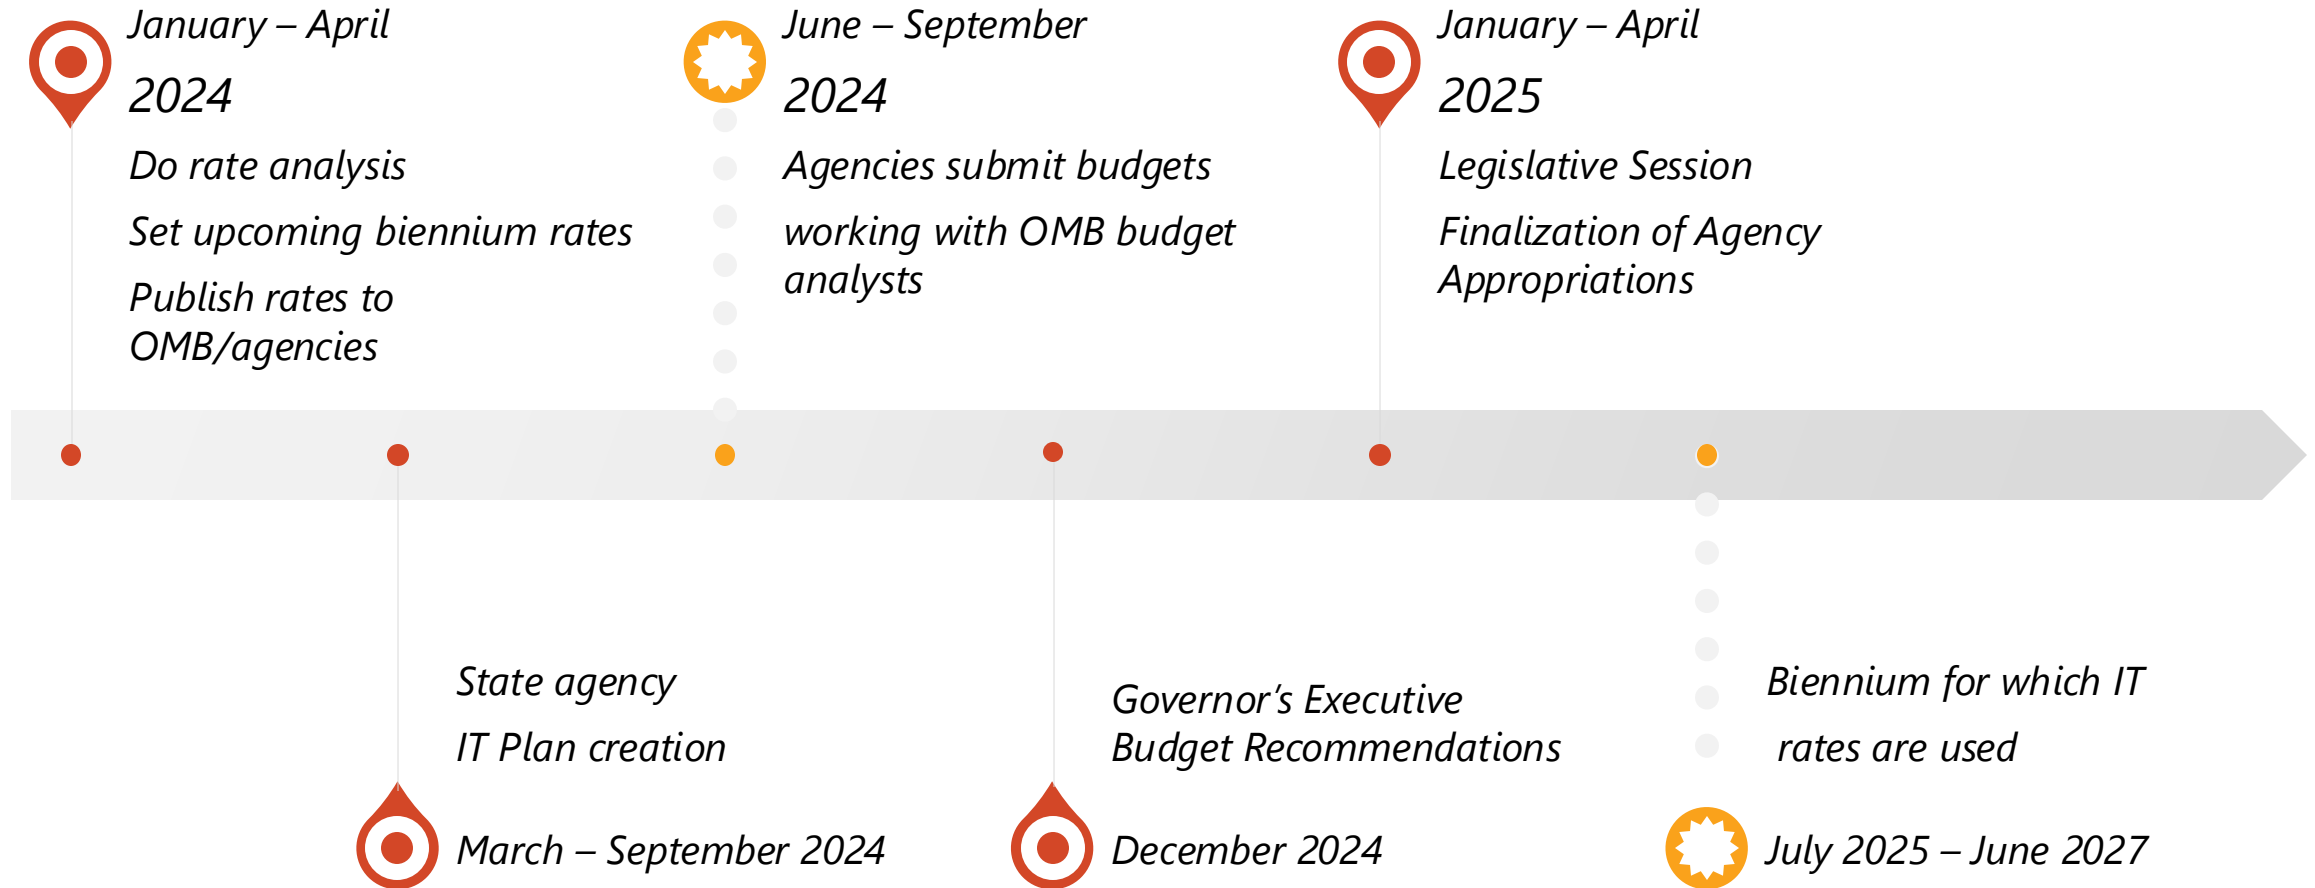 January – April
2024
Do rate analysis
Set upcoming biennium rates
Publish rates to
OMB/agencies
June – September
2024
Agencies submit budgets
working with OMB budget
analysts
January – April
2025
Legislative Session
Finalization of Agency
Appropriations
State agency
IT Plan creation
March – September 2024
Governor’s Executive
Budget Recommendations
December 2024
Biennium for which IT
rates are used
July 2025 – June 2027